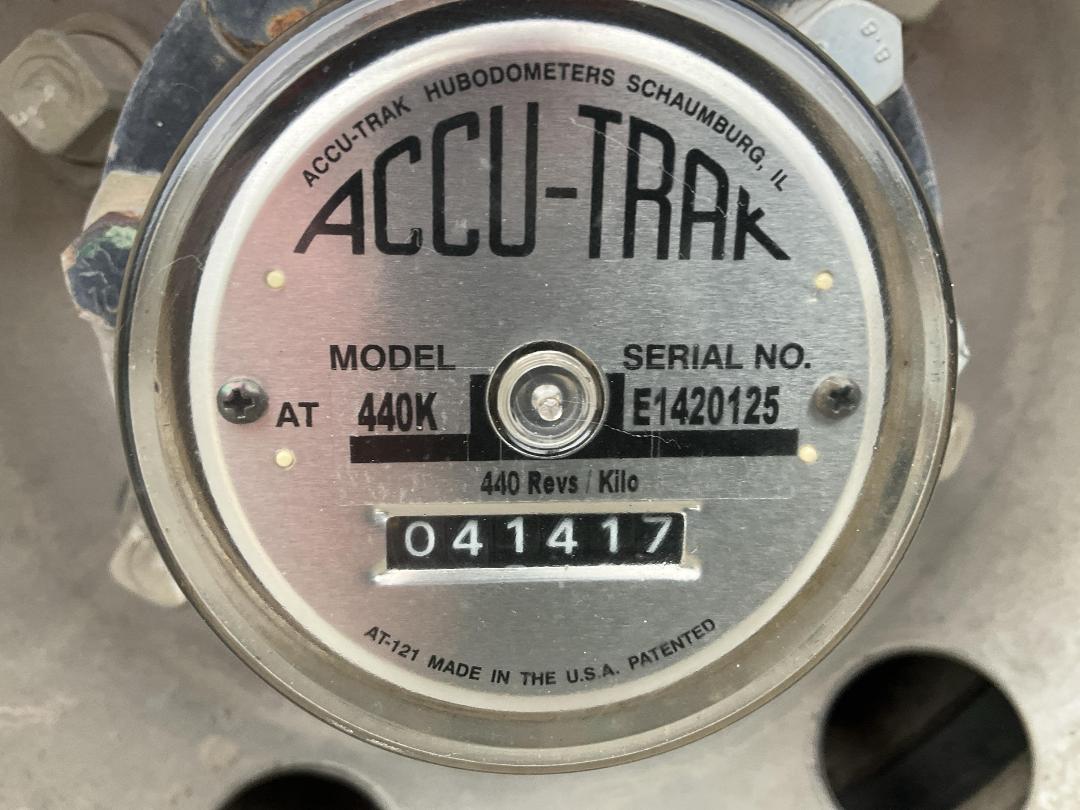 ACCU-TRAK HUBODOMETERS SCHAUMBURG, IL
ACCU-TRAK
MODEL SERIAL NO.
AT 440K E1420125
440 Revs / Kilo
041417
AT-121 MADE IN THE U.S.A. PATENTED